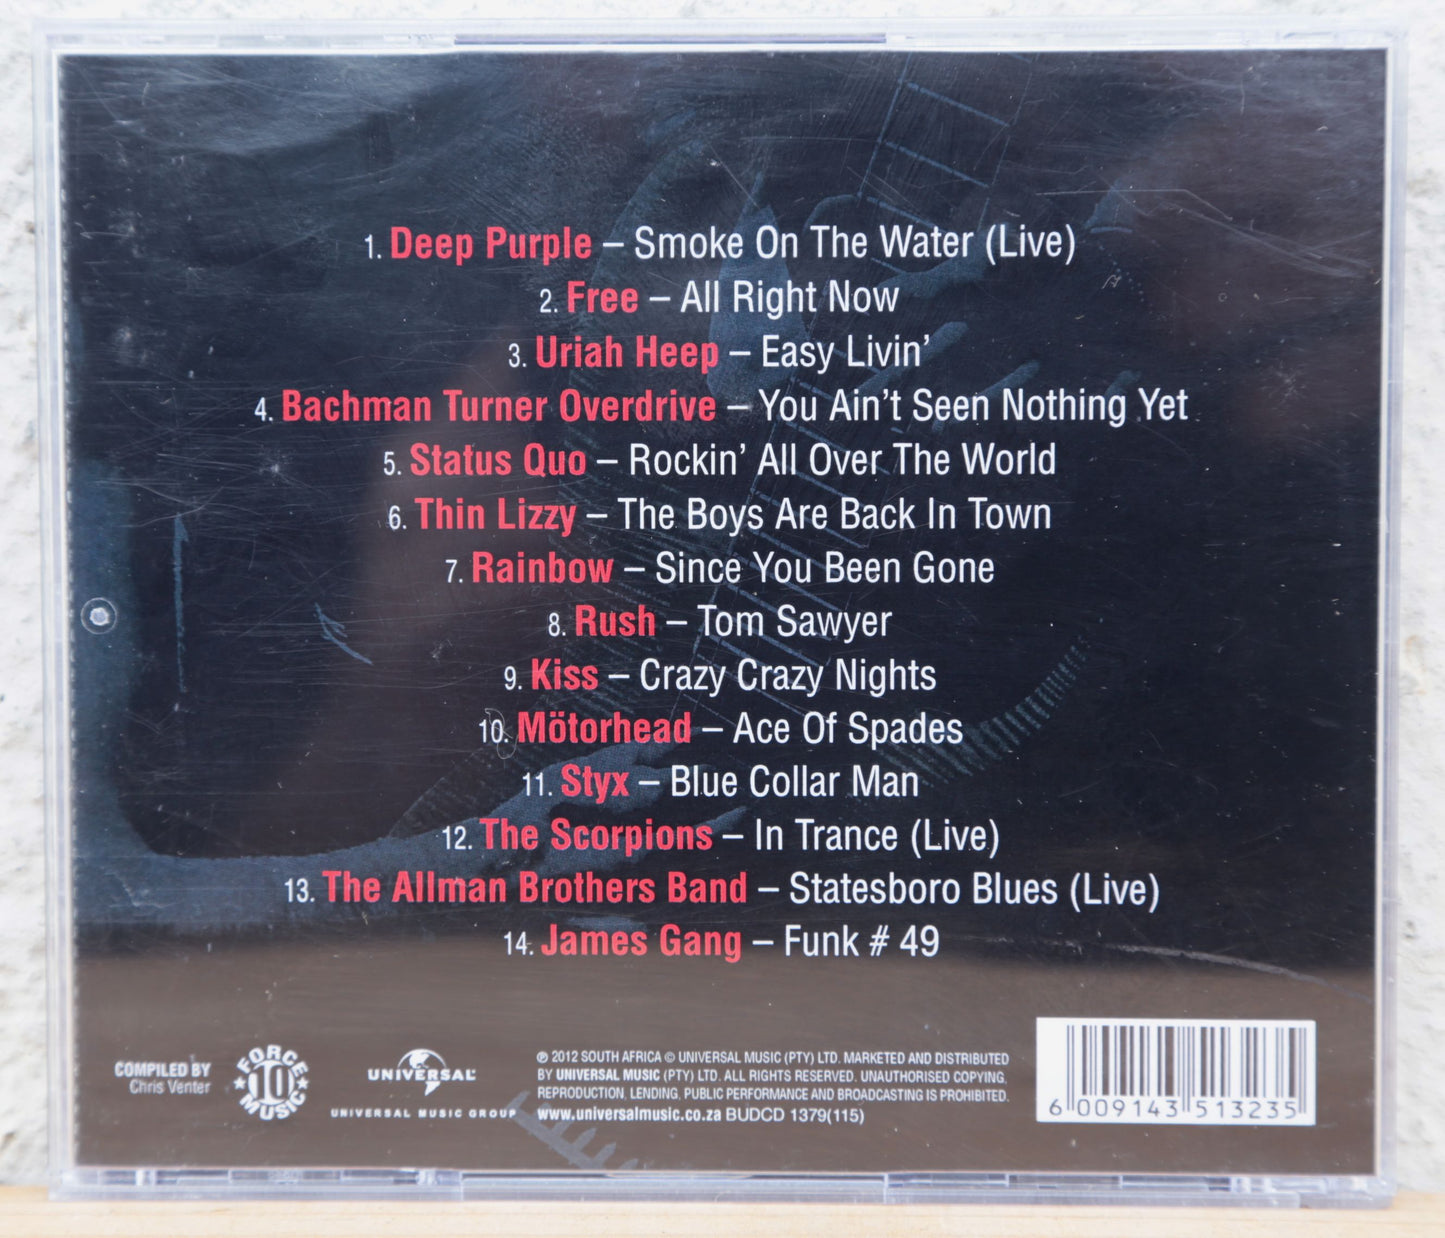 1. Deep Purple – Smoke On The Water (Live)
2. Free – All Right Now
3. Uriah Heep – Easy Livin’
4. Bachman Turner Overdrive – You Ain’t Seen Nothing Yet
5. Status Quo – Rockin’ All Over The World
6. Thin Lizzy – The Boys Are Back In Town
7. Rainbow – Since You Been Gone
8. Rush – Tom Sawyer
9. Kiss – Crazy Crazy Nights
10. Mötorhead – Ace Of Spades
11. Styx – Blue Collar Man
12. The Scorpions – In Trance (Live)
13. The Allman Brothers Band – Statesboro Blues (Live)
14. James Gang – Funk # 49
COMPILED BY
Chris Venter
FORCE
10
MUSIC
UNIVERSAL
UNIVERSAL MUSIC GROUP
℗ 2012 SOUTH AFRICA © UNIVERSAL MUSIC (PTY) LTD. MARKETED AND DISTRIBUTED
BY UNIVERSAL MUSIC (PTY) LTD. ALL RIGHTS RESERVED. UNAUTHORISED COPYING,
REPRODUCTION, LENDING, PUBLIC PERFORMANCE AND BROADCASTING IS PROHIBITED.
www.universalmusic.co.za BUDCD 1379(115)
6 009143 513235